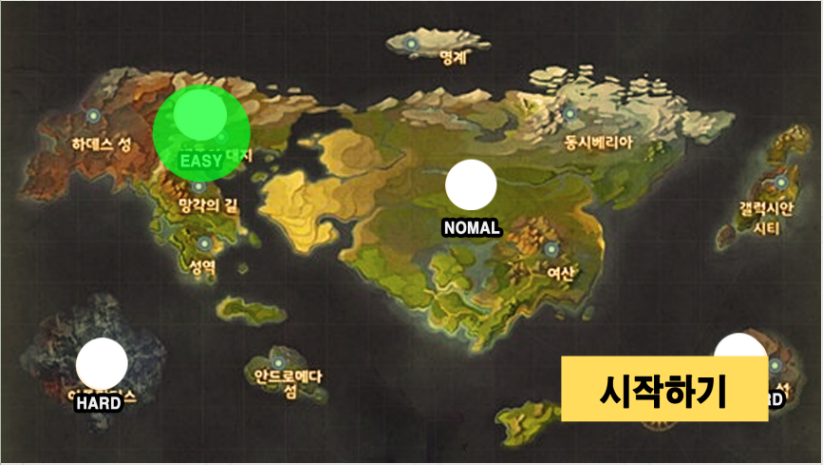 명계
하데스 성
EASY
대지
동시베리아
망각의 길
갤럭시안
시티
NOMAL
성역
여산
안드로메다
섬
시작하기
HARD